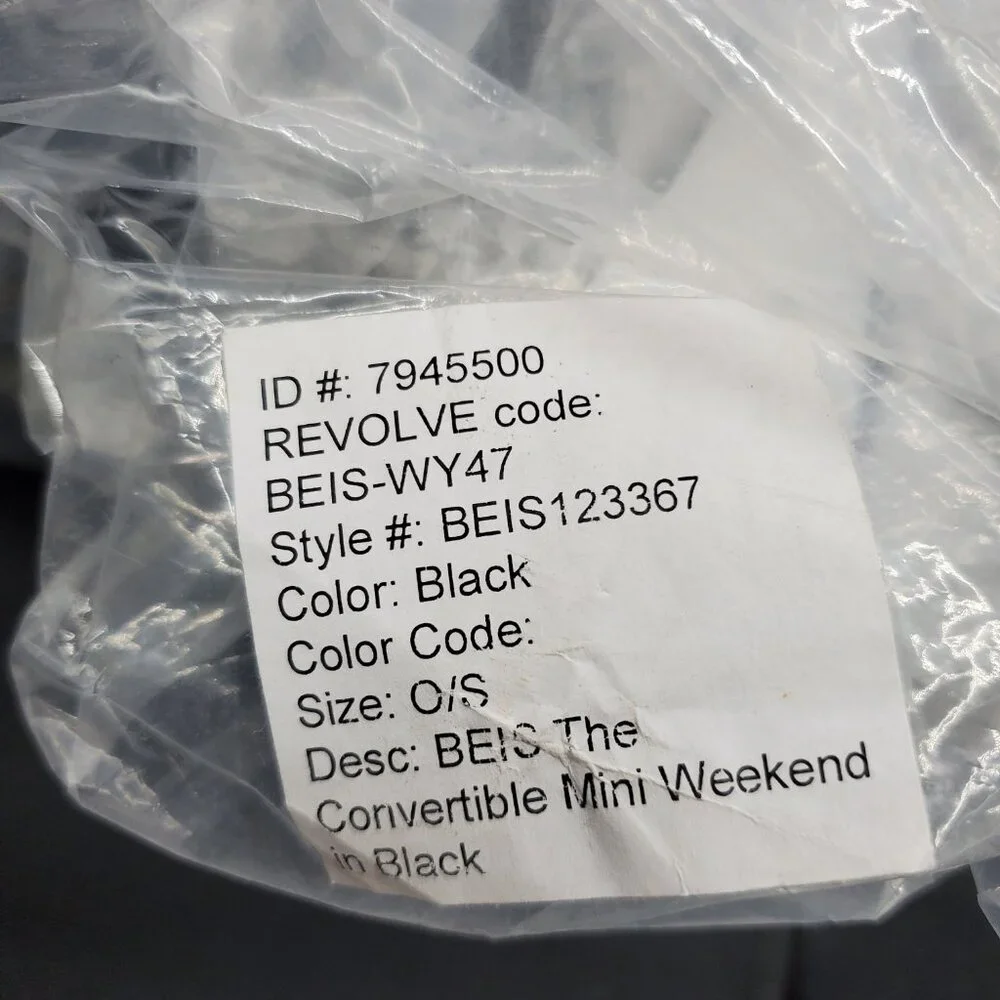 ID #: 7945500
REVOLVE code:
BEIS-WY47
Style #: BEIS123367
Color: Black
Color Code:
Size: O/S
Desc: BEIS The
Convertible Mini Weekend
in Black